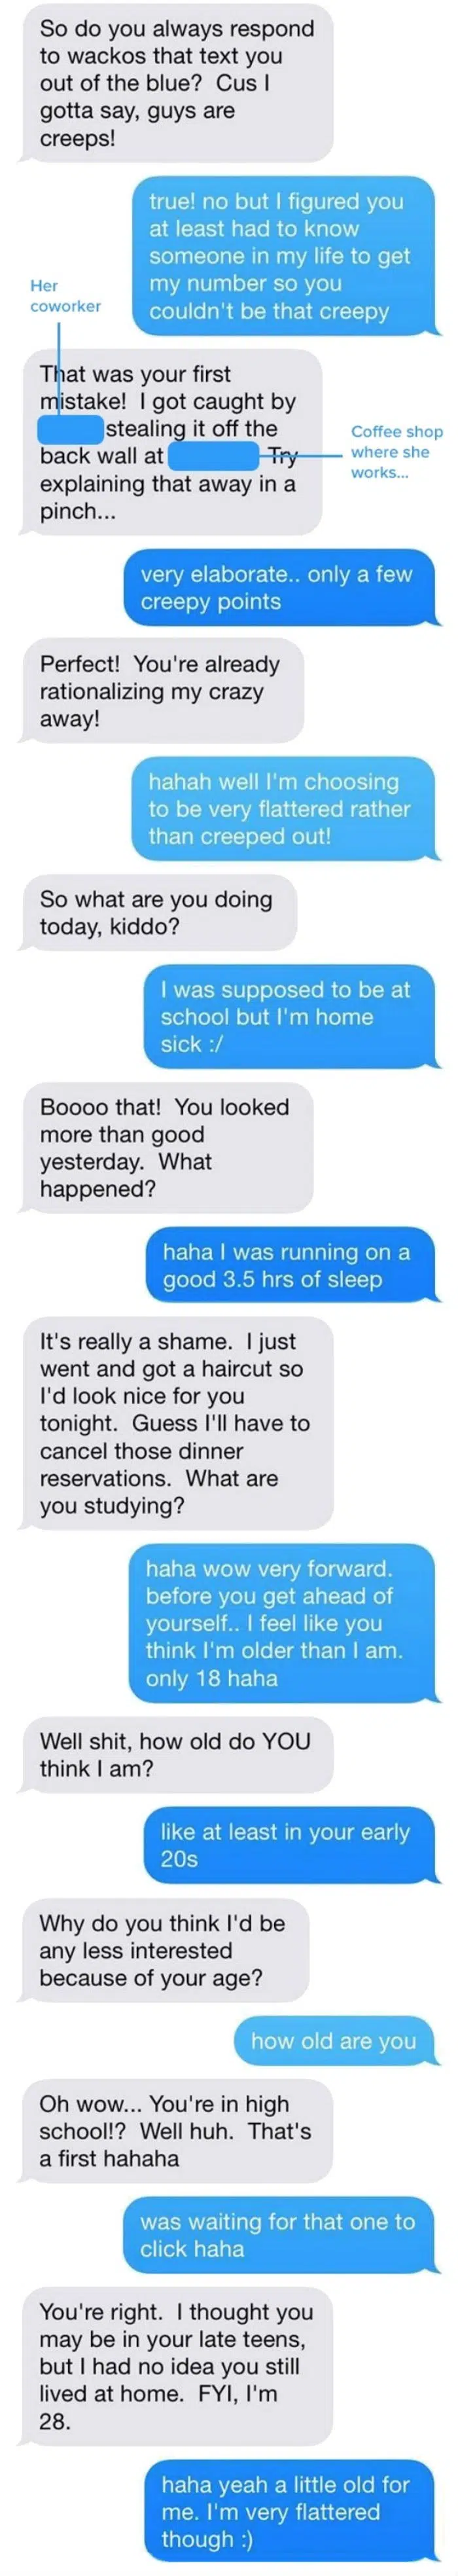 So do you always respond
to wackos that text you
out of the blue?  Cus I
gotta say, guys are
creeps!
true! no but I figured you
at least had to know
someone in my life to get
my number so you
couldn't be that creepy
Her
coworker
That was your first
mistake!  I got caught by
stealing it off the
back wall at Try
explaining that away in a
pinch...
Coffee shop
where she
works...
very elaborate.. only a few
creepy points
Perfect!  You're already
rationalizing my crazy
away!
hahah well I'm choosing
to be very flattered rather
than creeped out!
So what are you doing
today, kiddo?
I was supposed to be at
school but I'm home
sick :/
Boooo that!  You looked
more than good
yesterday.  What
happened?
haha I was running on a
good 3.5 hrs of sleep
It's really a shame.  I just
went and got a haircut so
I'd look nice for you
tonight.  Guess I'll have to
cancel those dinner
reservations.  What are
you studying?
haha wow very forward.
before you get ahead of
yourself.. I feel like you
think I'm older than I am.
only 18 haha
Well shit, how old do YOU
think I am?
like at least in your early
20s
Why do you think I'd be
any less interested
because of your age?
how old are you
Oh wow... You're in high
school!?  Well huh.  That's
a first hahaha
was waiting for that one to
click haha
You're right.  I thought you
may be in your late teens,
but I had no idea you still
lived at home.  FYI, I'm
28.
haha yeah a little old for
me. I'm very flattered
though :)